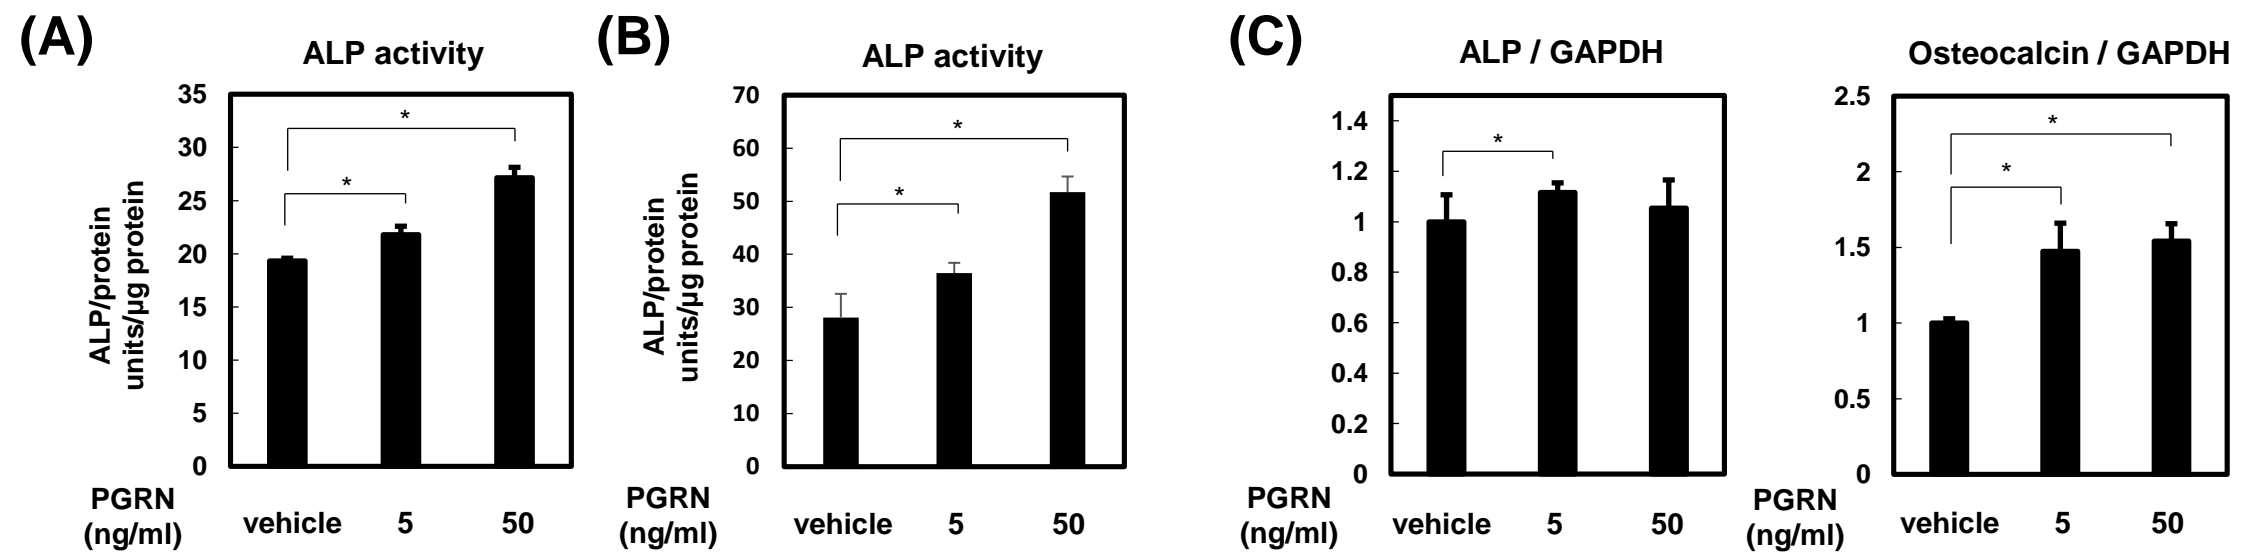 (A)
ALP activity
ALP/protein
units/µg protein
35
30
25
20
15
10
5
0
*
*
PGRN
(ng/ml)
vehicle 5 50
(B)
ALP activity
ALP/protein
units/µg protein
70
60
50
40
30
20
10
0
*
*
PGRN
(ng/ml)
vehicle 5 50
(C)
ALP / GAPDH
1.4
1.2
1
0.8
0.6
0.4
0.2
0
*
PGRN
(ng/ml)
vehicle 5 50
Osteocalcin / GAPDH
2.5
2
1.5
1
0.5
0
*
*
PGRN
(ng/ml)
vehicle 5 50